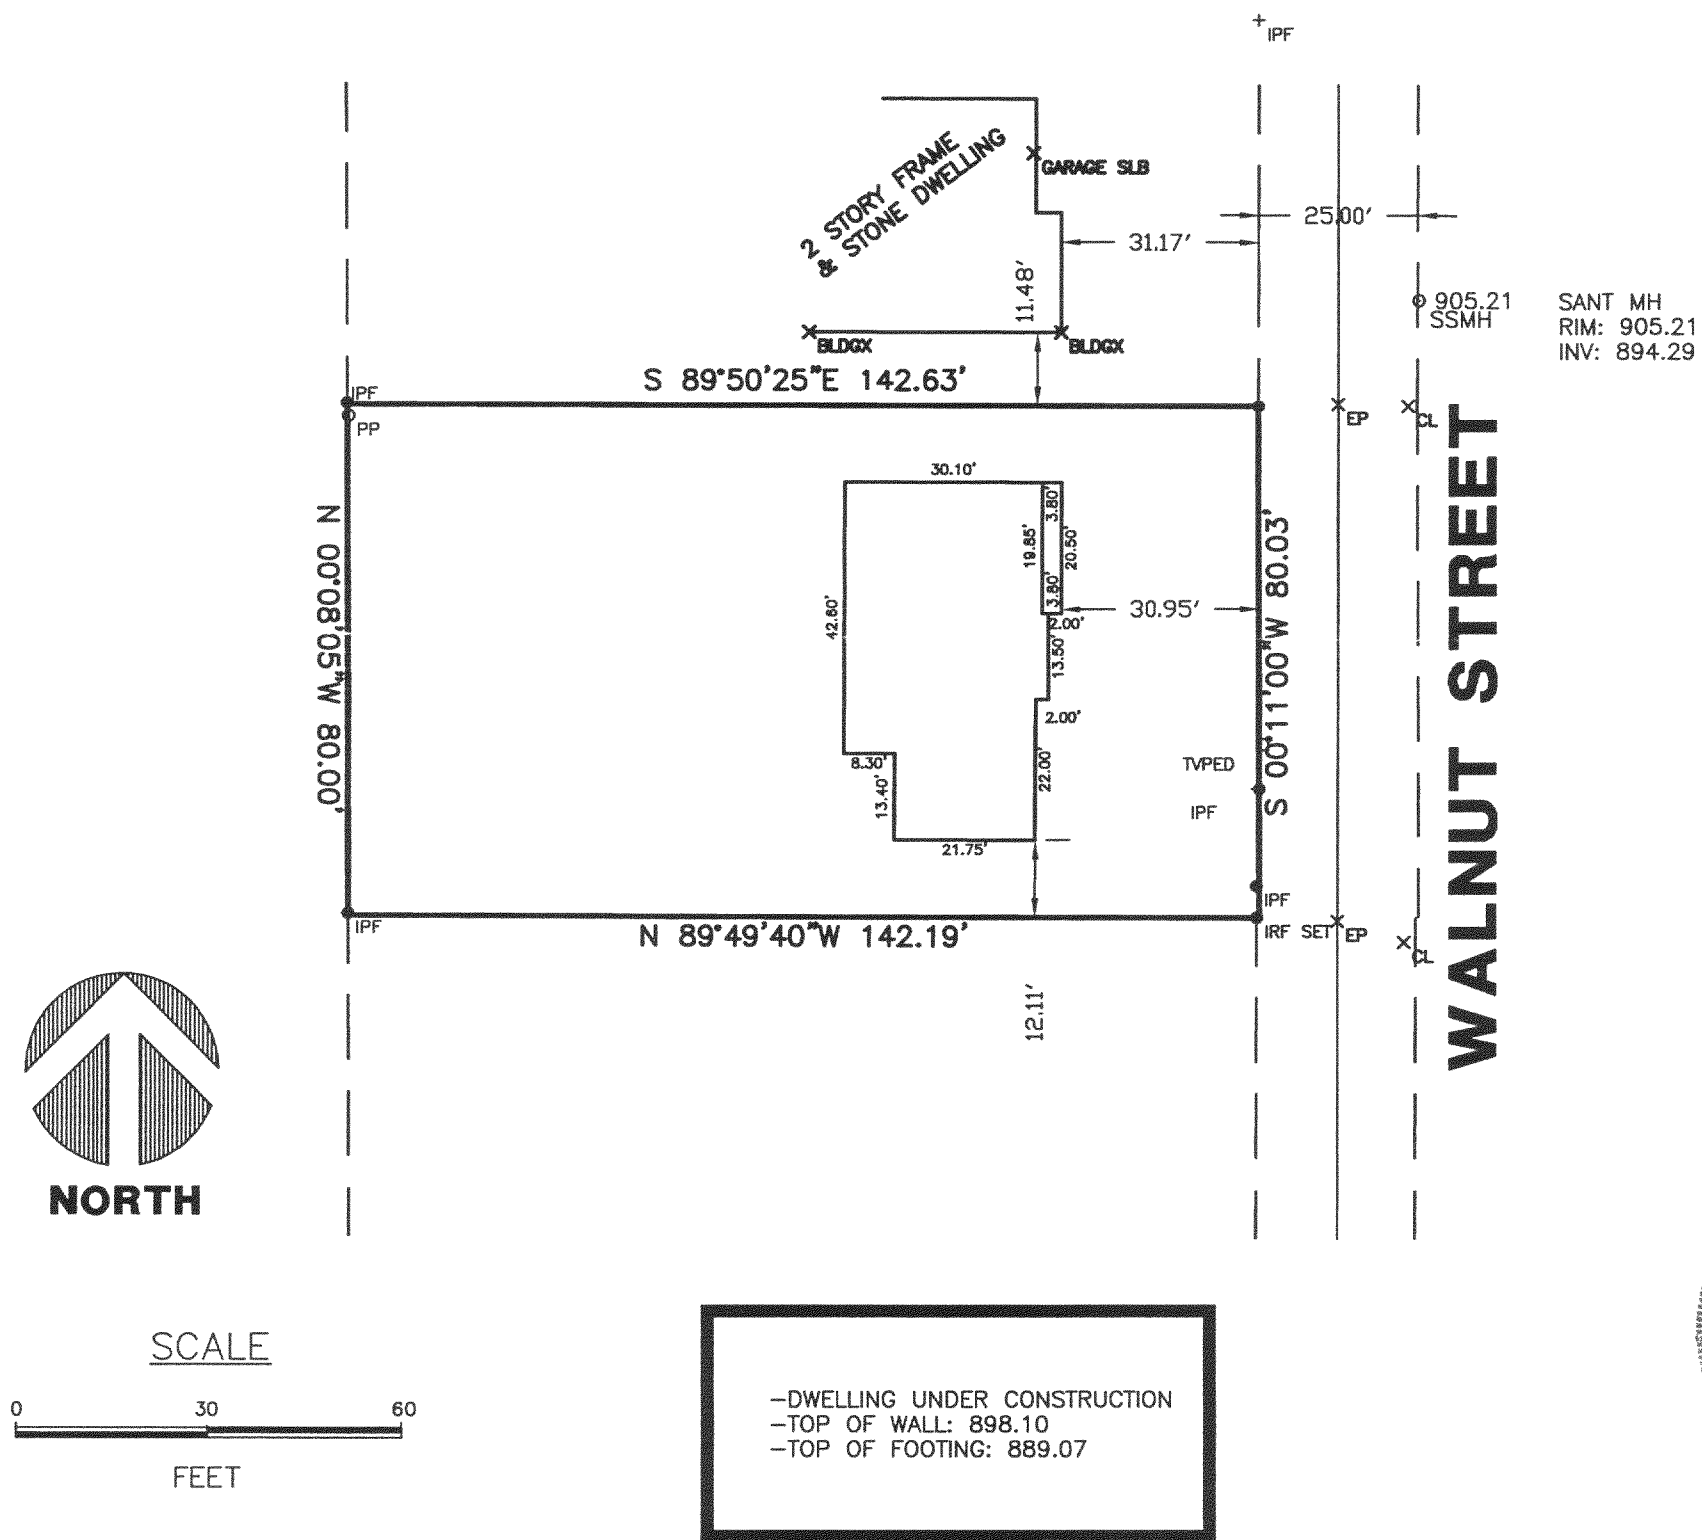 IPF
GARAGE SLB
2 STORY FRAME
& STONE DWELLING
25.00'
31.17'
11.48'
905.21
SSMH
SANT MH
RIM: 905.21
INV: 894.29
BLDGX
BLDGX
S 89°50'25"E 142.63'
IPF
PP
EP
CL
WALNUT STREET
30.10'
3.80'
19.85'
20.50'
3.80'
42.60'
2.00'
30.95'
13.50'
2.00'
N 00°08'05"W 80.00'
S 00°11'00"W 80.03'
8.30'
13.40'
22.00'
21.75'
TVPED
IPF
IPF
IPF
IRF SET
EP
CL
N 89°49'40"W 142.19'
12.11'
NORTH
SCALE
0 30 60
FEET
-DWELLING UNDER CONSTRUCTION
-TOP OF WALL: 898.10
-TOP OF FOOTING: 889.07